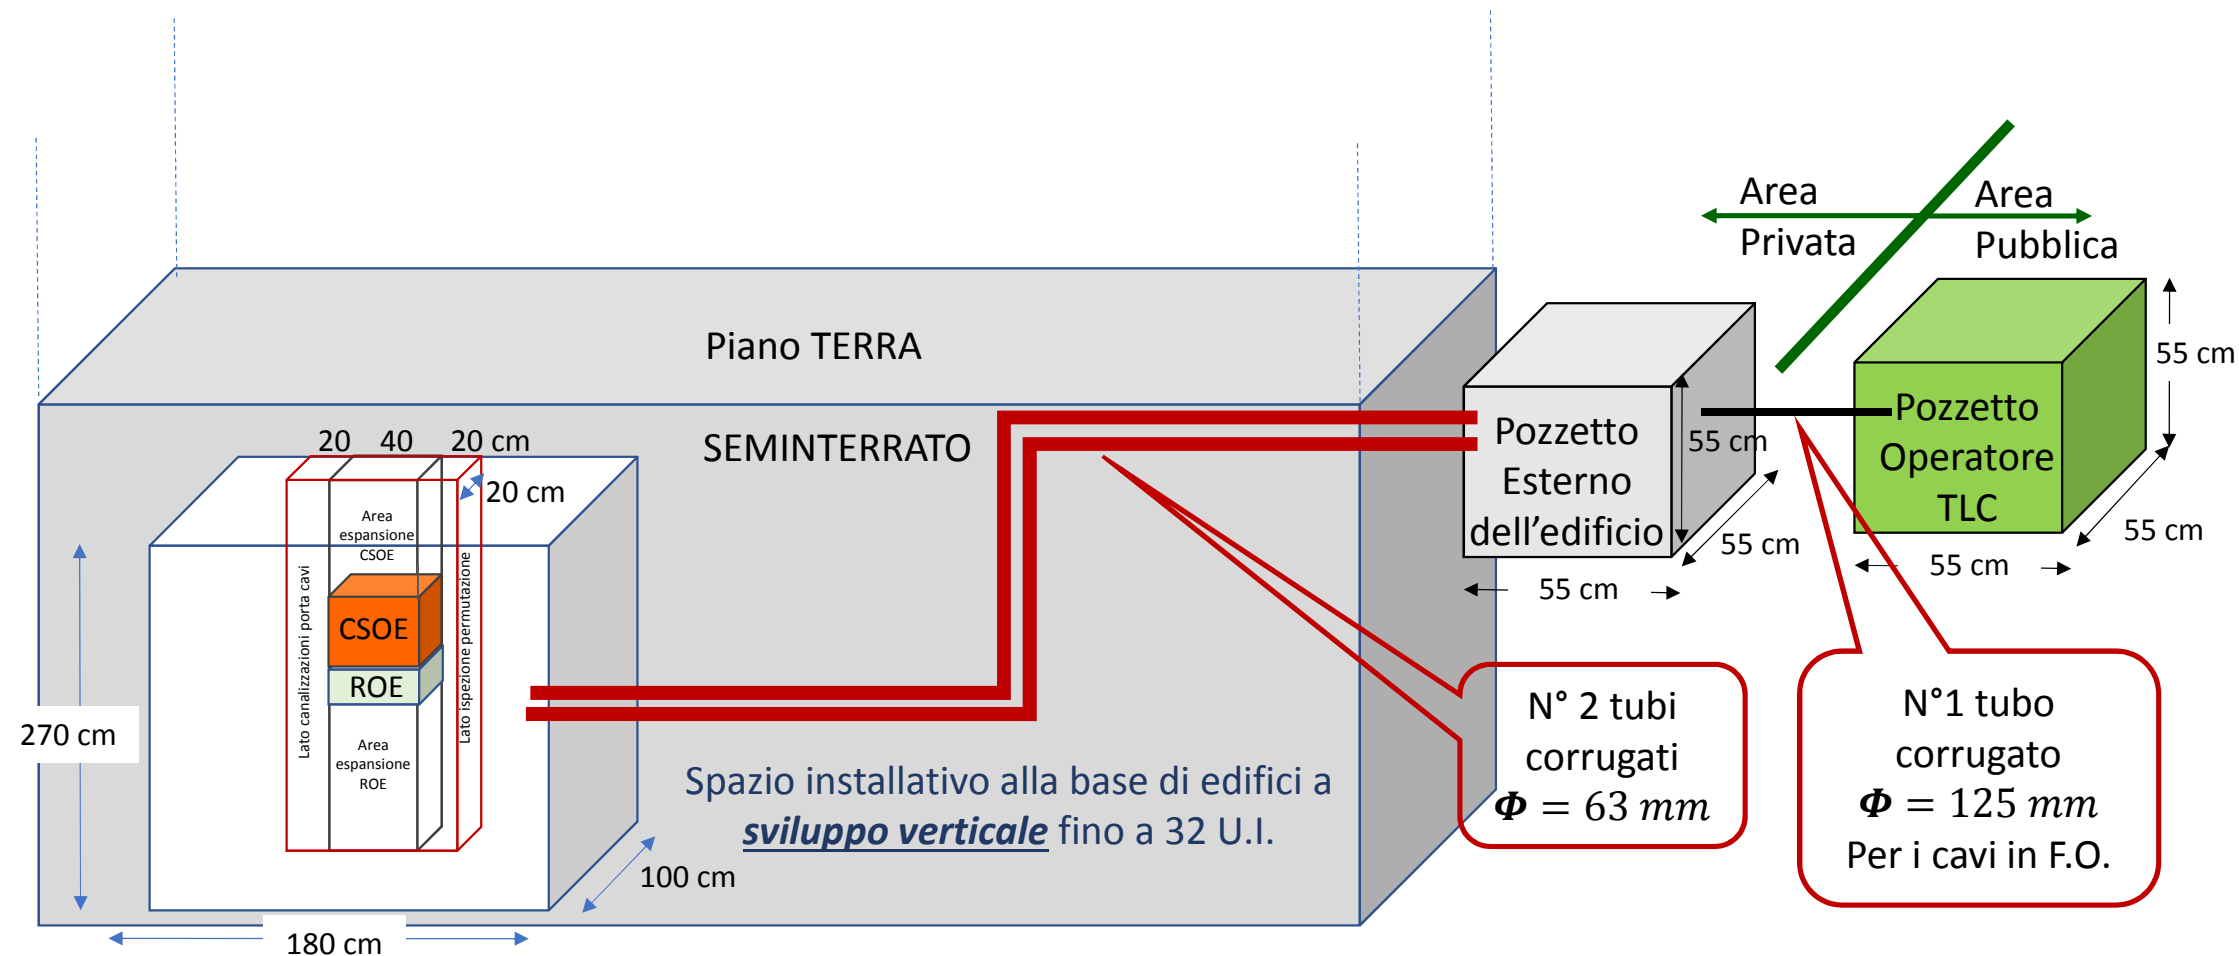 Area
Privata
Area
Pubblica
Piano TERRA
SEMINTERRATO
20 40 20 cm
20 cm
Area
espansione
CSOE
CSOE
ROE
Area
espansione
ROE
Lato canalizzazioni porta cavi
Lato ispezione permutazione
270 cm
180 cm
100 cm
Spazio installativo alla base di edifici a
sviluppo verticale fino a 32 U.I.
Pozzetto
Esterno
dell’edificio
55 cm
55 cm
55 cm
Pozzetto
Operatore
TLC
55 cm
55 cm
55 cm
N° 2 tubi
corrugati
Φ = 63 mm
N°1 tubo
corrugato
Φ = 125 mm
Per i cavi in F.O.